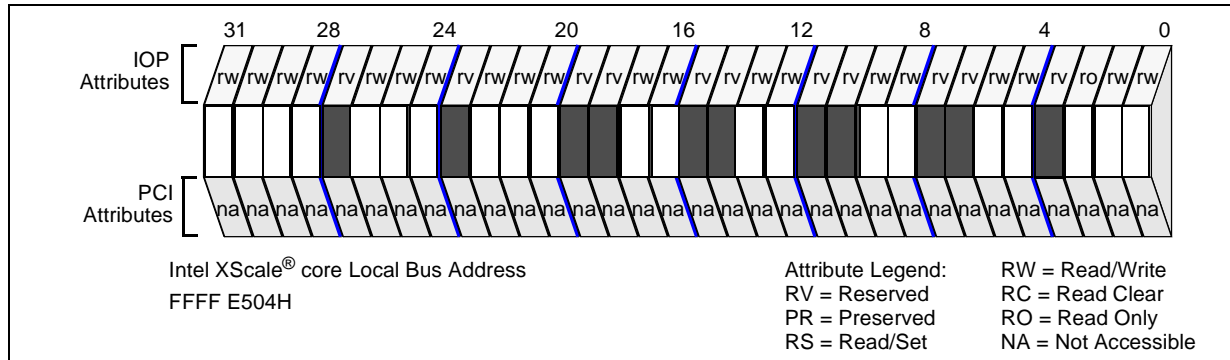 31 28 24 20 16 12 8 4 0
IOP
Attributes
rw rw rw rw rv rw rw rw rv rw rw rw rv rv rw rw rv rv rw rw rv rv rw rw rv rv rw rw rv ro rw rw
PCI
Attributes
na na na na na na na na na na na na na na na na na na na na na na na na na na na na na na na na
Intel XScale® core Local Bus Address
FFFF E504H
Attribute Legend:
RV = Reserved
PR = Preserved
RS = Read/Set
RW = Read/Write
RC = Read Clear
RO = Read Only
NA = Not Accessible